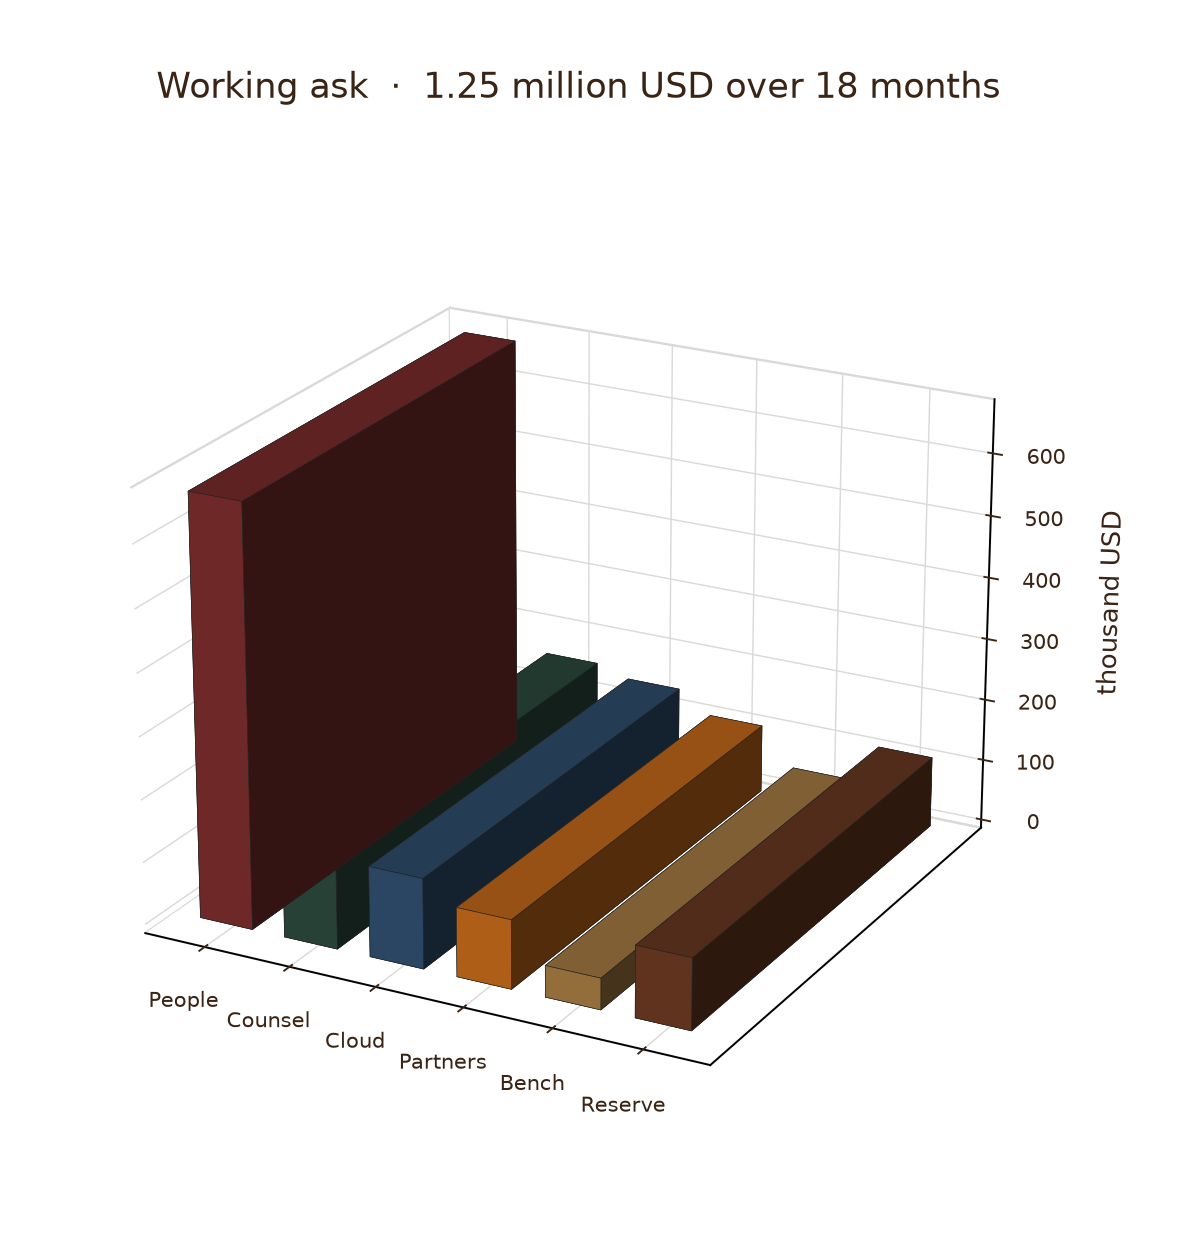 Working ask · 1.25 million USD over 18 months
600
500
400
300
200
100
0
thousand USD
People
Counsel
Cloud
Partners
Bench
Reserve